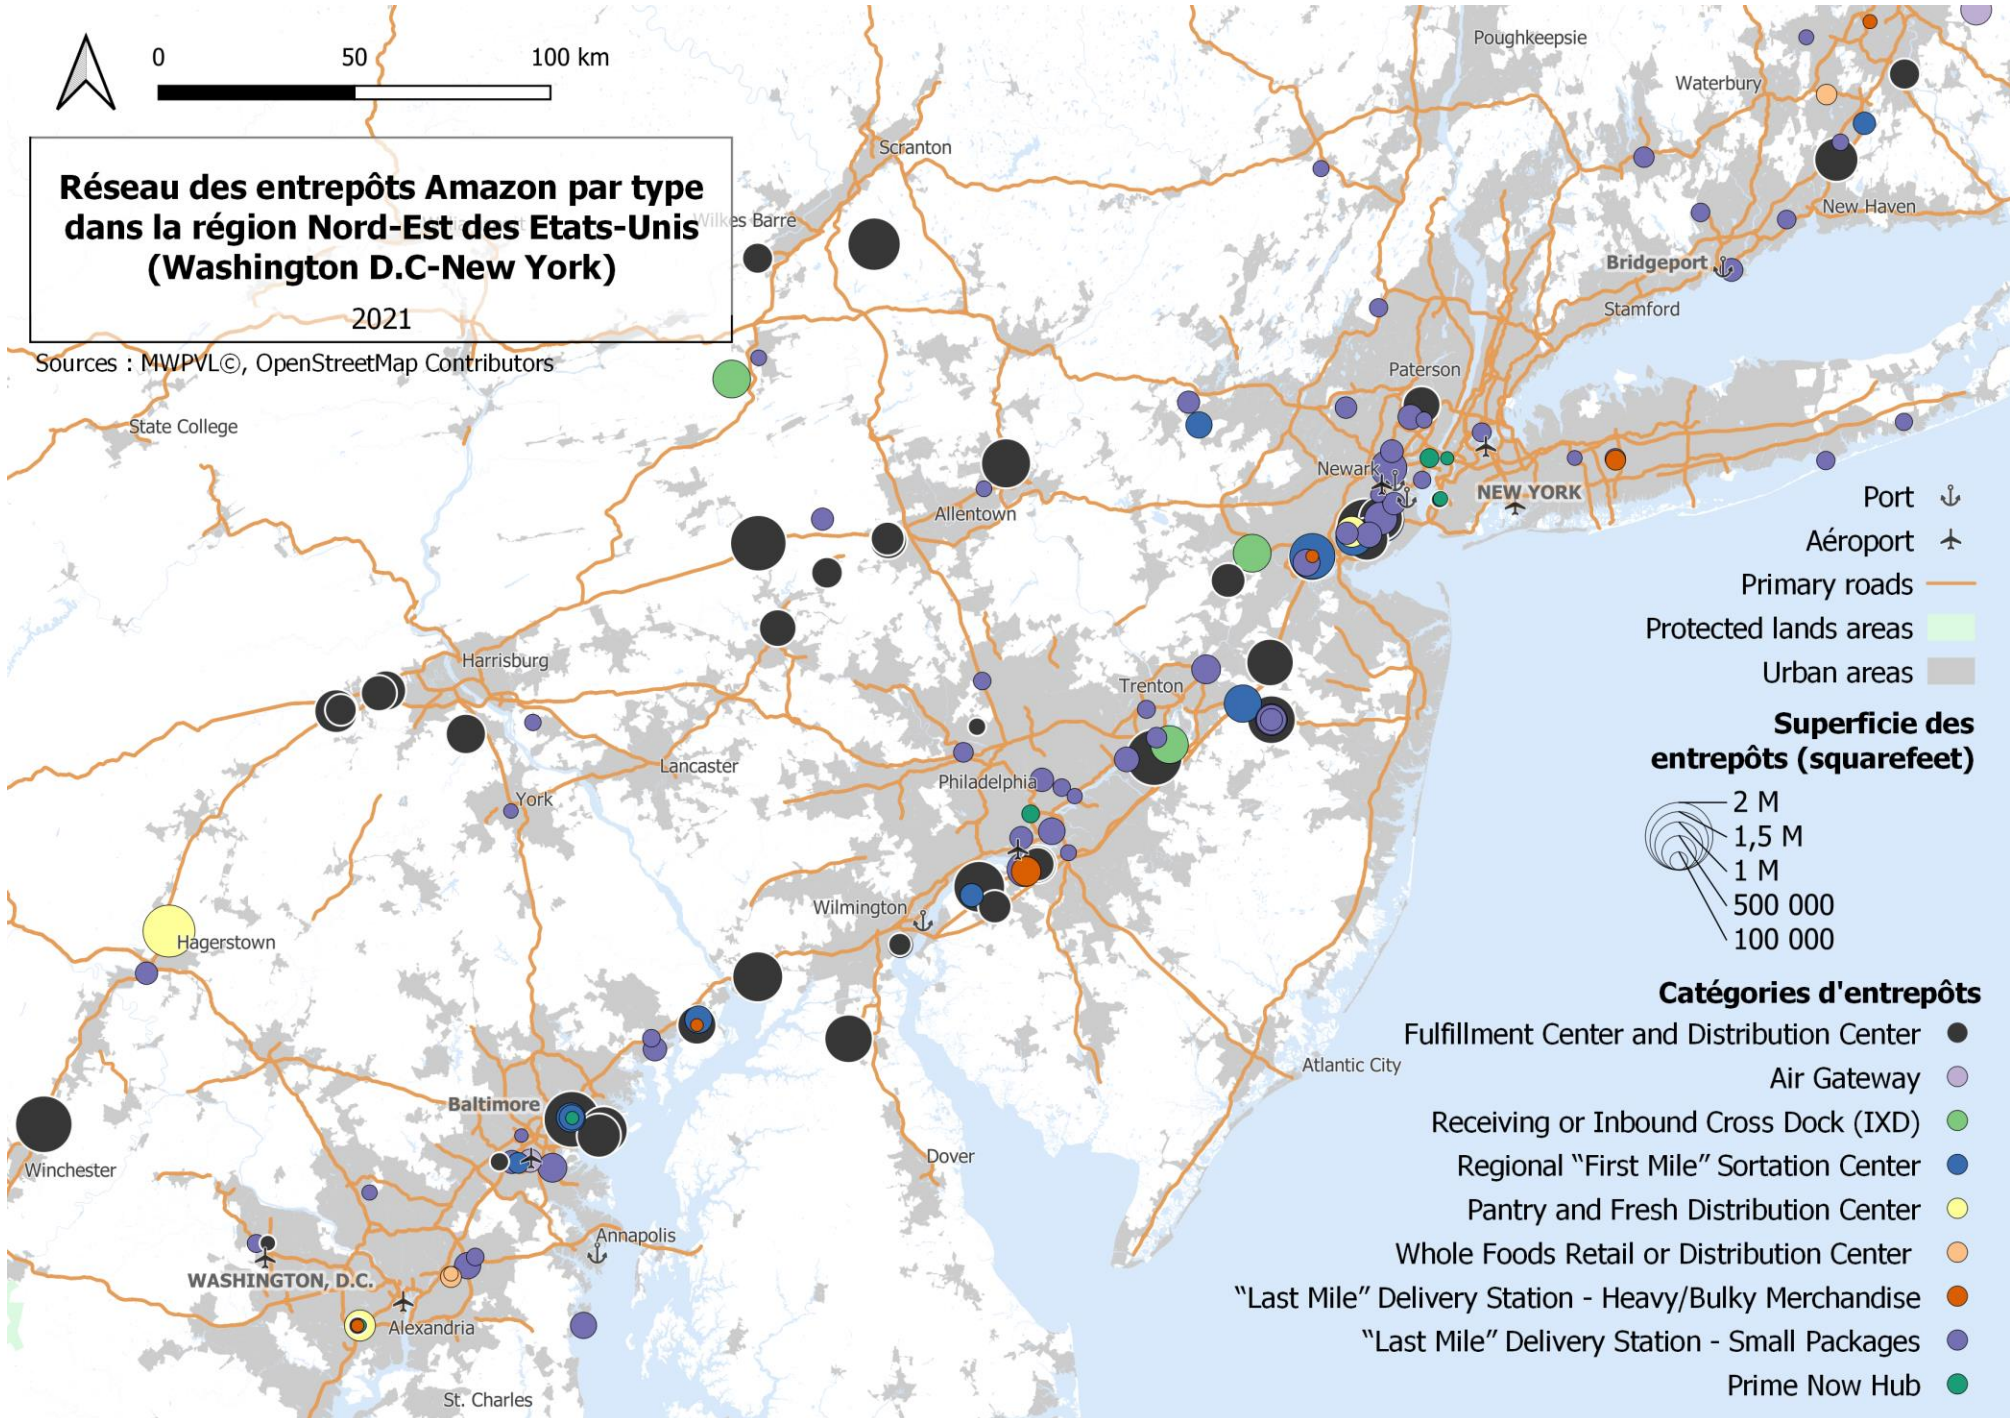 0 50 100 km
Réseau des entrepôts Amazon par type
dans la région Nord-Est des Etats-Unis
(Washington D.C-New York)
2021
Sources : MWPVL©, OpenStreetMap Contributors
Poughkeepsie
Waterbury
Scranton
Wilkes Barre
New Haven
Bridgeport
Stamford
Paterson
State College
Newark
NEW YORK
Allentown
Harrisburg
Trenton
Lancaster
Philadelphia
York
Wilmington
Hagerstown
Atlantic City
Baltimore
Winchester
Dover
Annapolis
WASHINGTON, D.C.
Alexandria
St. Charles
Port
Aéroport
Primary roads
Protected lands areas
Urban areas
Superficie des
entrepôts (squarefeet)
2 M
1,5 M
1 M
500 000
100 000
Catégories d'entrepôts
Fulfillment Center and Distribution Center
Air Gateway
Receiving or Inbound Cross Dock (IXD)
Regional “First Mile” Sortation Center
Pantry and Fresh Distribution Center
Whole Foods Retail or Distribution Center
“Last Mile” Delivery Station - Heavy/Bulky Merchandise
“Last Mile” Delivery Station - Small Packages
Prime Now Hub